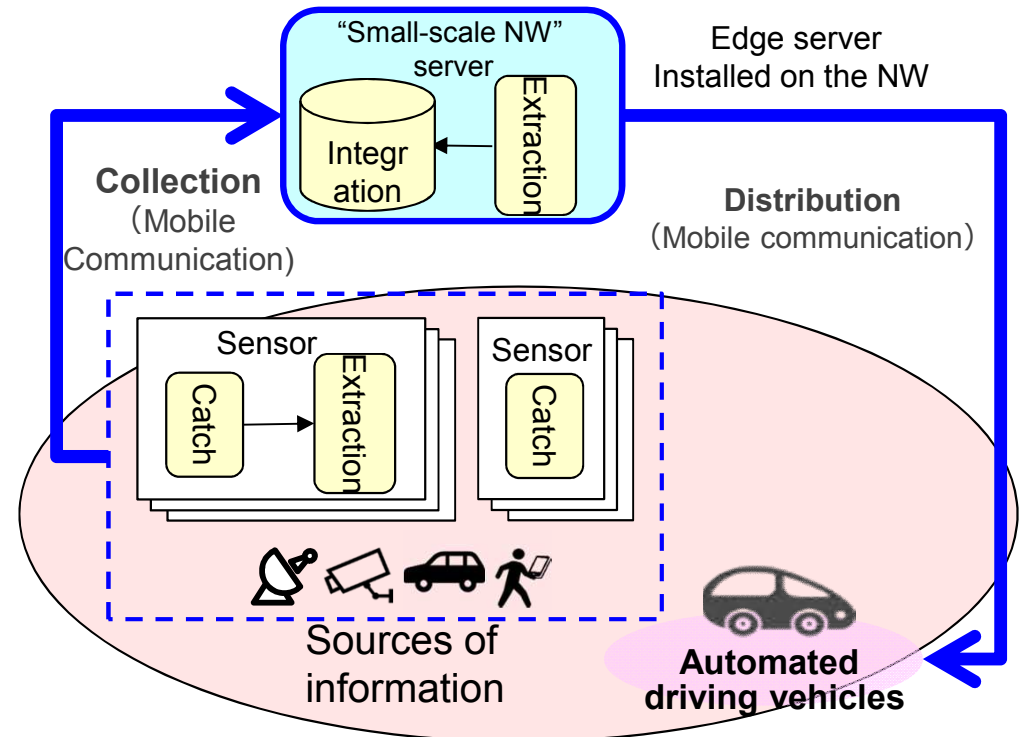 “Small-scale NW”
server
Extraction
Integr
ation
Edge server
Installed on the NW
Collection
（Mobile
Communication)
Distribution
（Mobile communication）
Sensor
Catch
Extraction
Sensor
Catch
Sources of
information
Automated
driving vehicles